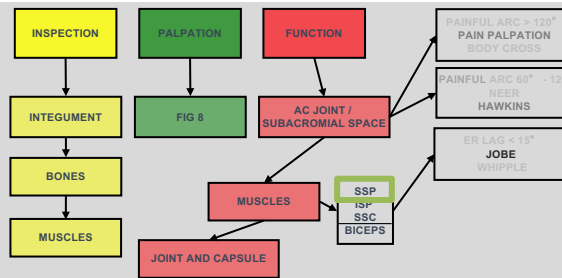 INSPECTION
PALPATION
FUNCTION
PAINFUL ARC > 120°
PAIN PALPATION
BODY CROSS
INTEGUMENT
FIG 8
AC JOINT /
SUBACROMIAL SPACE
PAINFUL ARC 60° - 12
NEER
HAWKINS
BONES
ER LAG < 15°
JOBE
WHIPPLE
MUSCLES
MUSCLES
SSP
ISP
SSC
BICEPS
JOINT AND CAPSULE